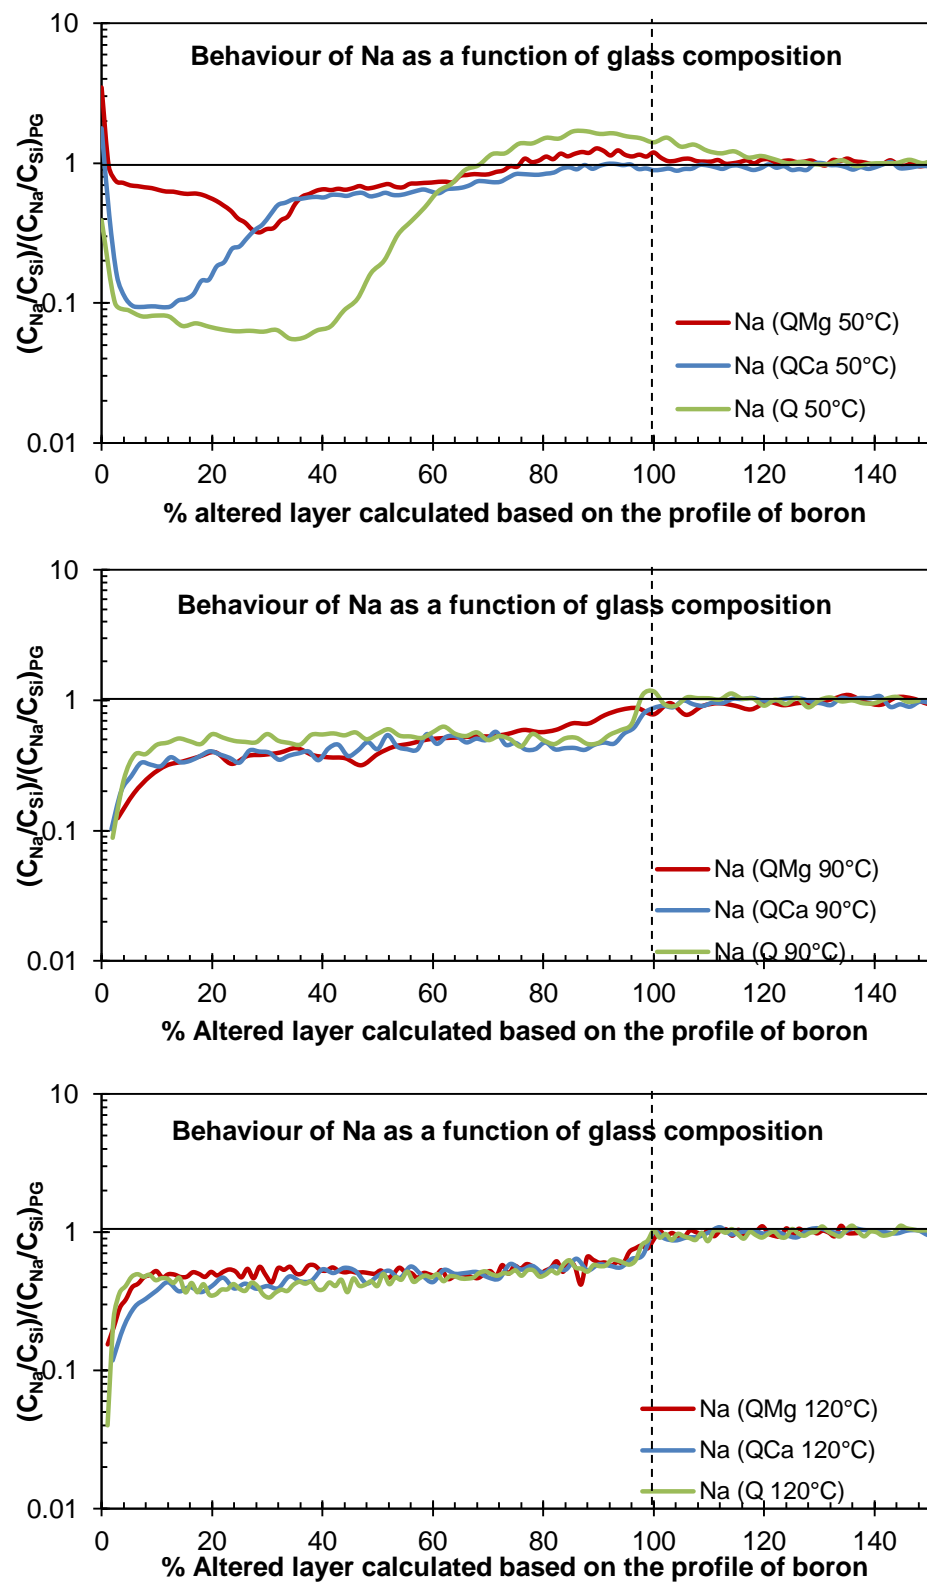 Behaviour of Na as a function of glass composition
(CNa/CSi)/(CNa/CSi)PG
10
1
0.1
0.01
Na (QMg 50°C)
Na (QCa 50°C)
Na (Q 50°C)
0 20 40 60 80 100 120 140
% altered layer calculated based on the profile of boron
Behaviour of Na as a function of glass composition
(CNa/CSi)/(CNa/CSi)PG
10
1
0.1
0.01
Na (QMg 90°C)
Na (QCa 90°C)
Na (Q 90°C)
0 20 40 60 80 100 120 140
% Altered layer calculated based on the profile of boron
Behaviour of Na as a function of glass composition
(CNa/CSi)/(CNa/CSi)PG
10
1
0.1
0.01
Na (QMg 120°C)
Na (QCa 120°C)
Na (Q 120°C)
0 20 40 60 80 100 120 140
% Altered layer calculated based on the profile of boron